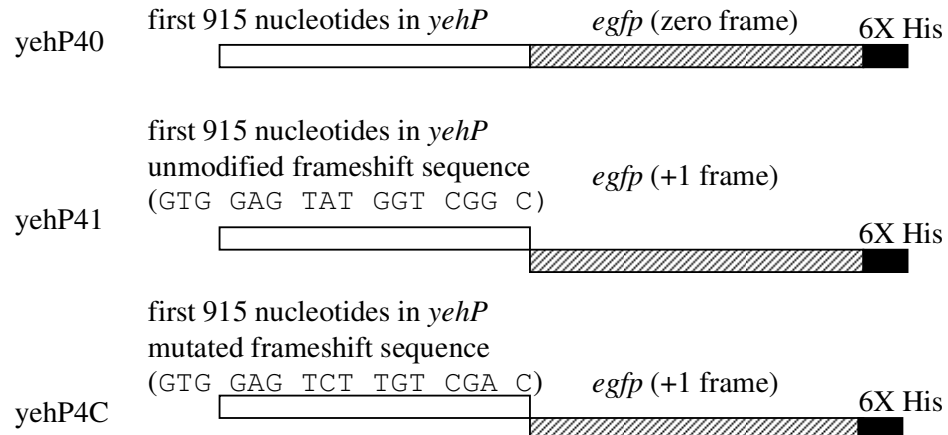 first 915 nucleotides in yehP egfp (zero frame) 6X His
yehP40
first 915 nucleotides in yehP
unmodified frameshift sequence
(GTG GAG TAT GGT CGG C)
egfp (+1 frame)
yehP41
6X His
first 915 nucleotides in yehP
mutated frameshift sequence
(GTG GAG TCT TGT CGA C)
egfp (+1 frame)
yehP4C
6X His